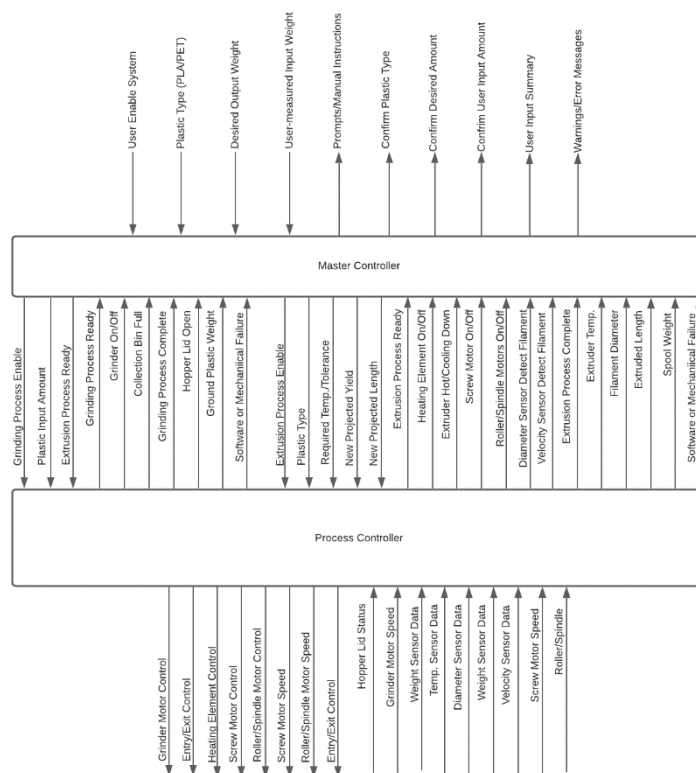 User Enable System
Plastic Type (PLA/PET)
Desired Output Weight
User-measured Input Weight
Prompts/Manual Instructions
Confirm Plastic Type
Confirm Desired Amount
Confrim User Input Amount
User Input Summary
Warnings/Error Messages
Master Controller
Grinding Process Enable
Plastic Input Amount
Extrusion Process Ready
Grinding Process Ready
Grinder On/Off
Collection Bin Full
Grinding Process Complete
Hopper Lid Open
Ground Plastic Weight
Software or Mechaniical Failure
Extrusion Process Enable
Plastic Type
Required Temp./Tolerance
New Projected Yield
New Projected Length
Extrusion Process Ready
Heating Element On/Off
Extruder Hot/Cooling Down
Screw Motor On/Off
Roller/Spindle Motors On/Off
Diameter Sensor Detect Filament
Velocity Sensor Detect Filament
Extrusion Process Complete
Extruder Temp.
Filament Diameter
Extruded Length
Spool Weight
Software or Mechaniical Failure
Process Controller
Grinder Motor Control
Entry/Exit Control
Heating Element Control
Screw Motor Control
Roller/Spindle Motor Control
Screw Motor Speed
Roller/Spindle Motor Speed
Entry/Exit Control
Hopper Lid Status
Grinder Motor Speed
Weight Sensor Data
Temp. Sensor Data
Diameter Sensor Data
Weight Sensor Data
Velocity Sensor Data
Screw Motor Speed
Roller/Spindle